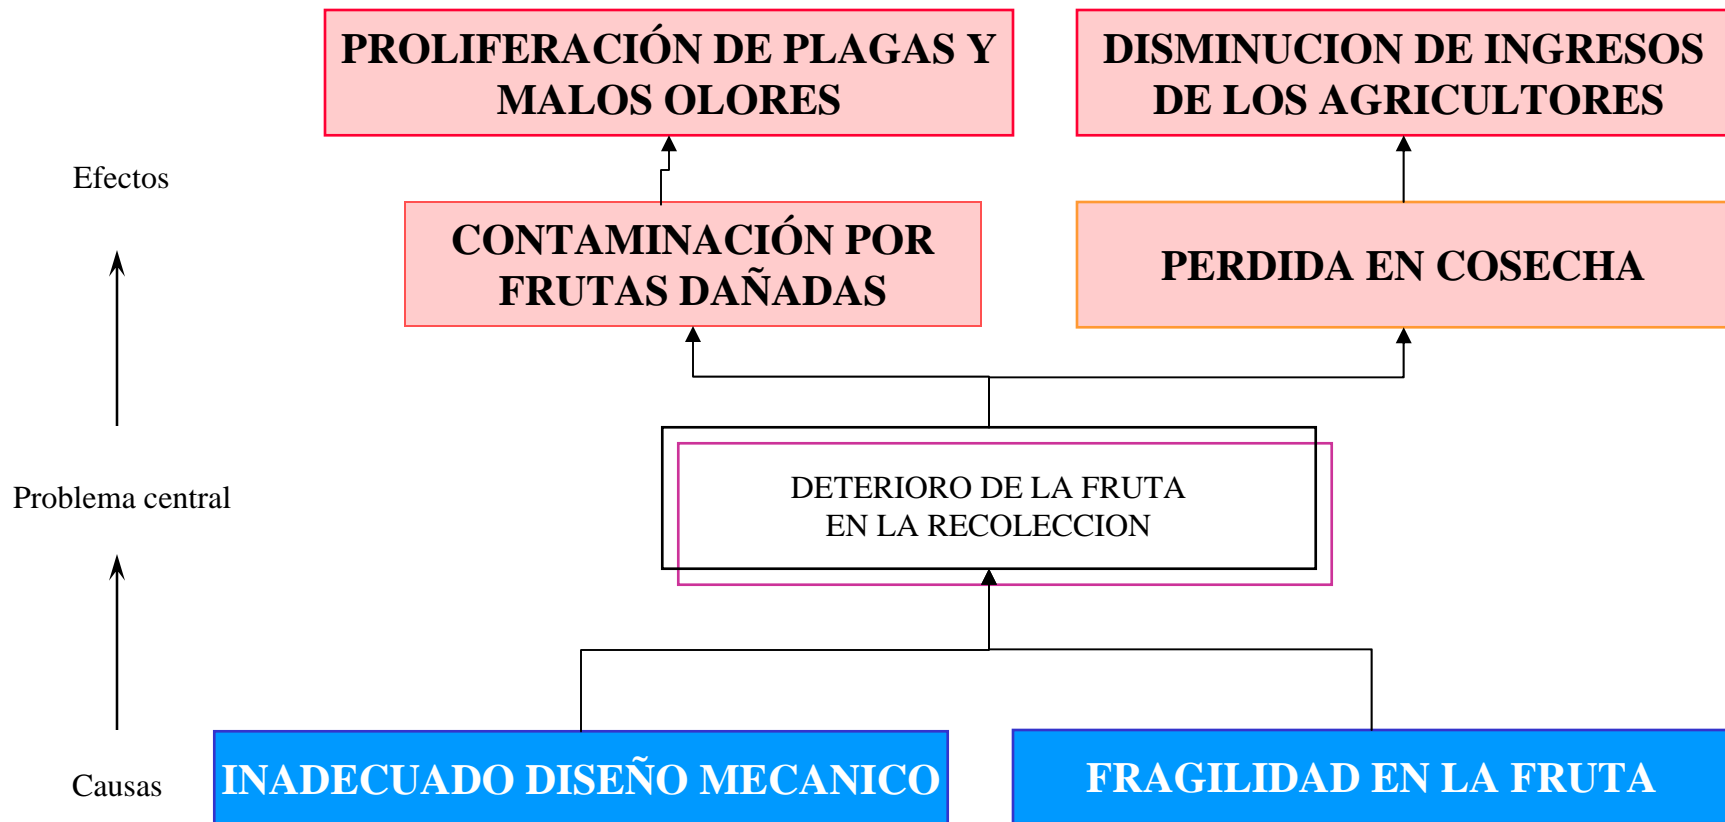 PROLIFERACIÓN DE PLAGAS Y
MALOS OLORES
DISMINUCION DE INGRESOS
DE LOS AGRICULTORES
Efectos
CONTAMINACIÓN POR
FRUTAS DAÑADAS
PERDIDA EN COSECHA
Problema central
DETERIORO DE LA FRUTA
EN LA RECOLECCION
Causas
INADECUADO DISEÑO MECANICO
FRAGILIDAD EN LA FRUTA